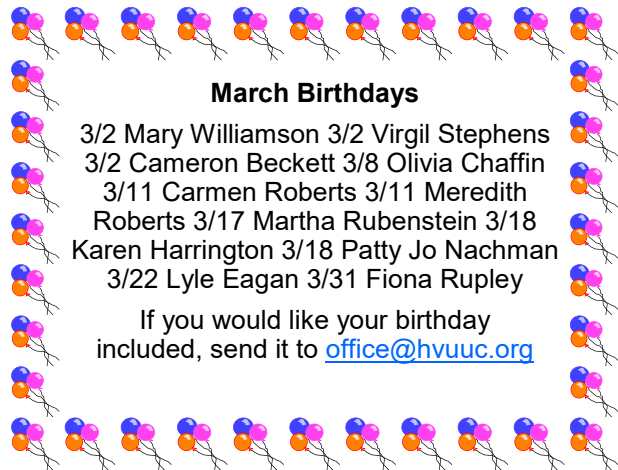 March Birthdays
3/2 Mary Williamson 3/2 Virgil Stephens
3/2 Cameron Beckett 3/8 Olivia Chaffin
3/11 Carmen Roberts 3/11 Meredith
Roberts 3/17 Martha Rubenstein 3/18
Karen Harrington 3/18 Patty Jo Nachman
3/22 Lyle Eagan 3/31 Fiona Rupley
If you would like your birthday
included, send it to office@hvuuc.org